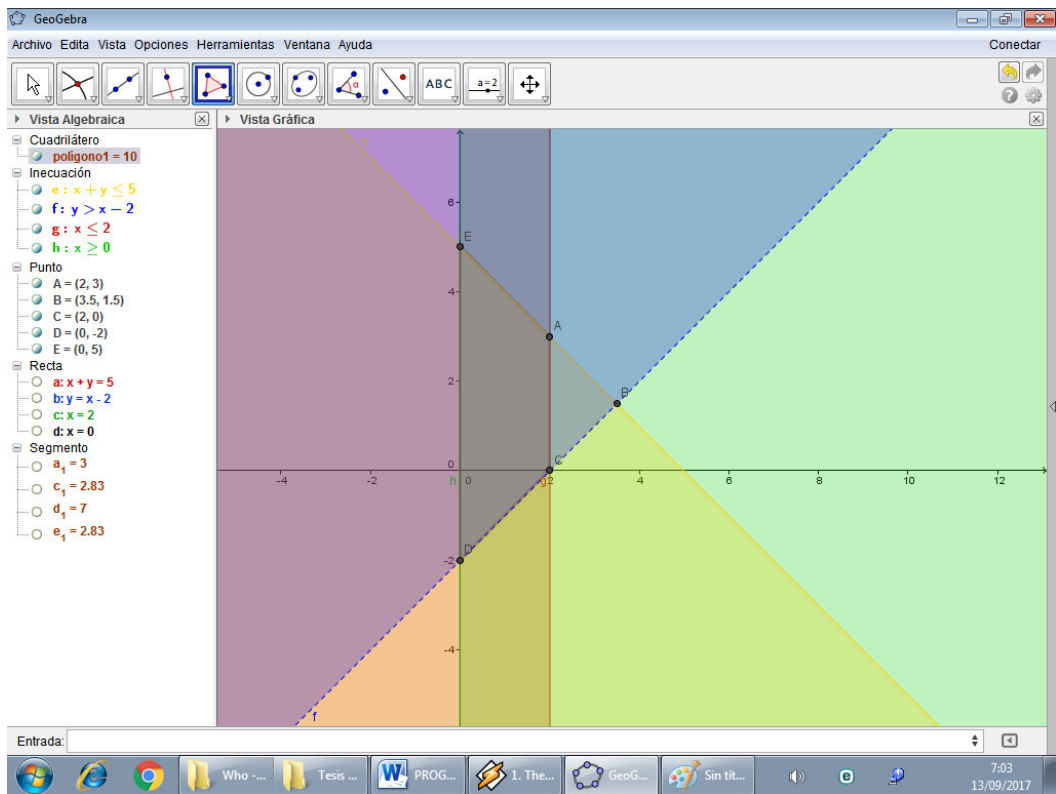 GeoGebra
Archivo Edita Vista Opciones Herramientas Ventana Ayuda
Conectar
ABC
a=2
Vista Algebraica
Vista Gráfica
Cuadrilátero
polígono1 = 10
Inecuación
e : x + y ≤ 5
f : y > x − 2
g : x ≤ 2
h : x ≥ 0
Punto
A = (2, 3)
B = (3.5, 1.5)
C = (2, 0)
D = (0, -2)
E = (0, 5)
Recta
a: x + y = 5
b: y = x - 2
c: x = 2
d: x = 0
Segmento
a₁ = 3
c₁ = 2.83
d₁ = 7
e₁ = 2.83
e
6
E
4
A
2
B
0
C
-4
-2
h
0
g
2
4
6
8
10
12
D
-2
-4
f
Entrada:
Who -...
Tesis ...
PROG...
1. The...
GeoG...
Sin tít...
7:03
13/09/2017